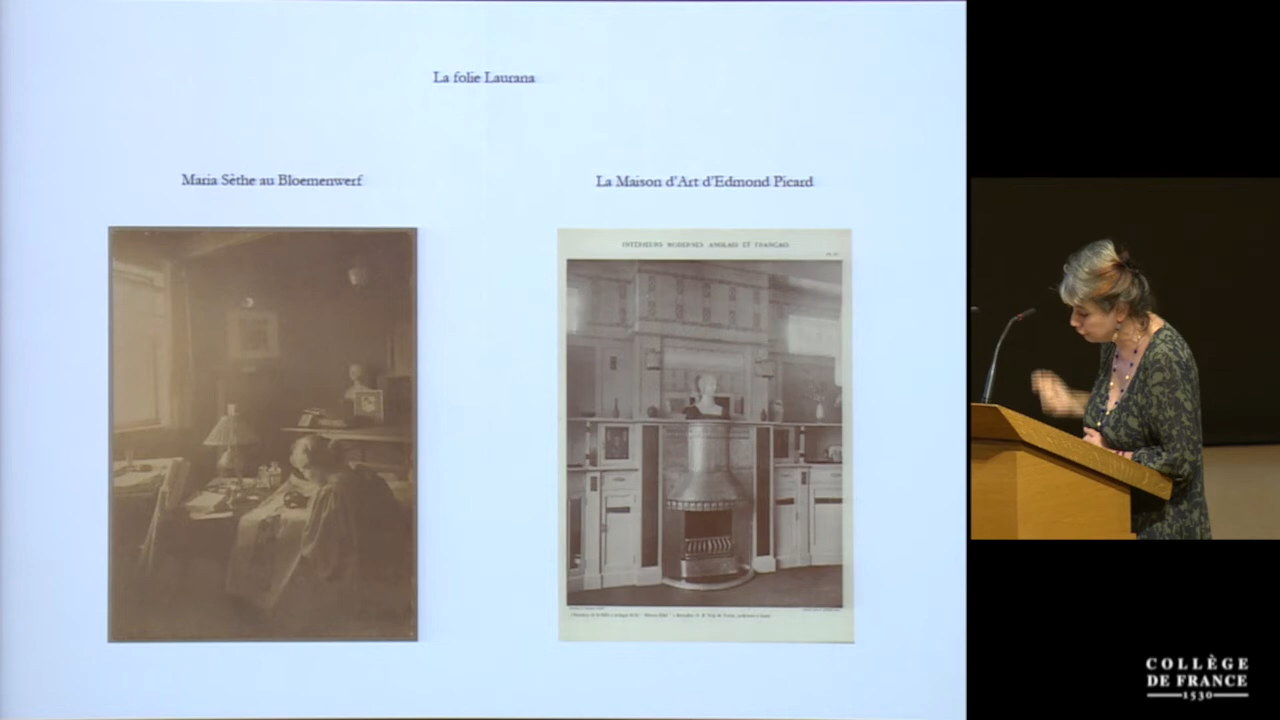 La folie Laurana
Maria Sèthe au Bloemenwerf
La Maison d'Art d'Edmond Picard
INTÉRIEURS MODERNES ANGLAIS ET FRANÇAIS
COLLÈGE
DE FRANCE
1530